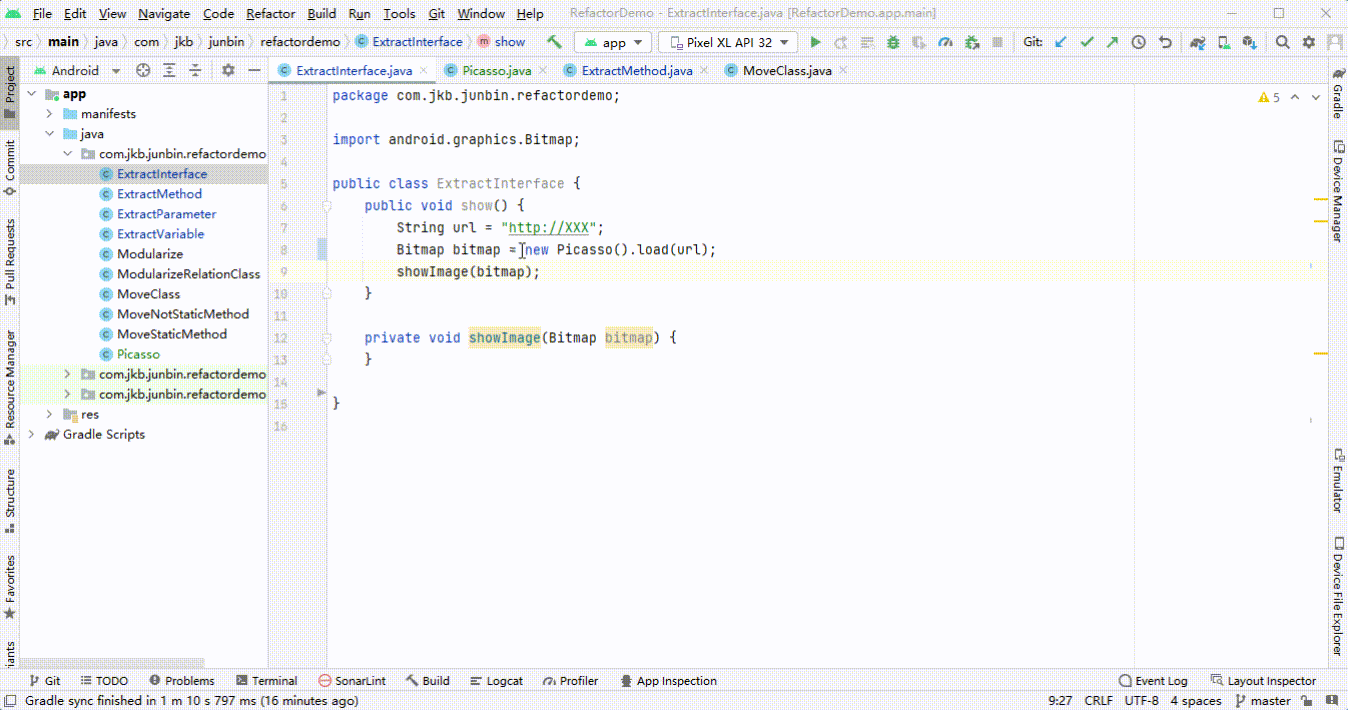 File Edit View Navigate Code Refactor Build Run Tools Git Window Help RefactorDemo - ExtractInterface.java [RefactorDemo.app.main]
src main java com jkb junbin refactordemo ExtractInterface show app Pixel XL API 32 Git:
Project
Commit
Pull Requests
Resource Manager
Structure
Favorites
iants
Android
app
manifests
java
com.jkb.junbin.refactordemo
ExtractInterface
ExtractMethod
ExtractParameter
ExtractVariable
Modularize
ModularizeRelationClass
MoveClass
MoveNotStaticMethod
MoveStaticMethod
Picasso
com.jkb.junbin.refactordemo
com.jkb.junbin.refactordemo
res
Gradle Scripts
ExtractInterface.java Picasso.java ExtractMethod.java MoveClass.java
5
1 package com.jkb.junbin.refactordemo;
2
3 import android.graphics.Bitmap;
4
5 public class ExtractInterface {
6 public void show() {
7 String url = "http://XXX";
8 Bitmap bitmap = new Picasso().load(url);
9 showImage(bitmap);
10 }
11
12 private void showImage(Bitmap bitmap) {
13 }
14
15 }
16
Gradle
Device Manager
Emulator
Device File Explorer
Git TODO Problems Terminal SonarLint Build Logcat Profiler App Inspection Event Log Layout Inspector
Gradle sync finished in 1 m 10 s 797 ms (16 minutes ago) 9:27 CRLF UTF-8 4 spaces master